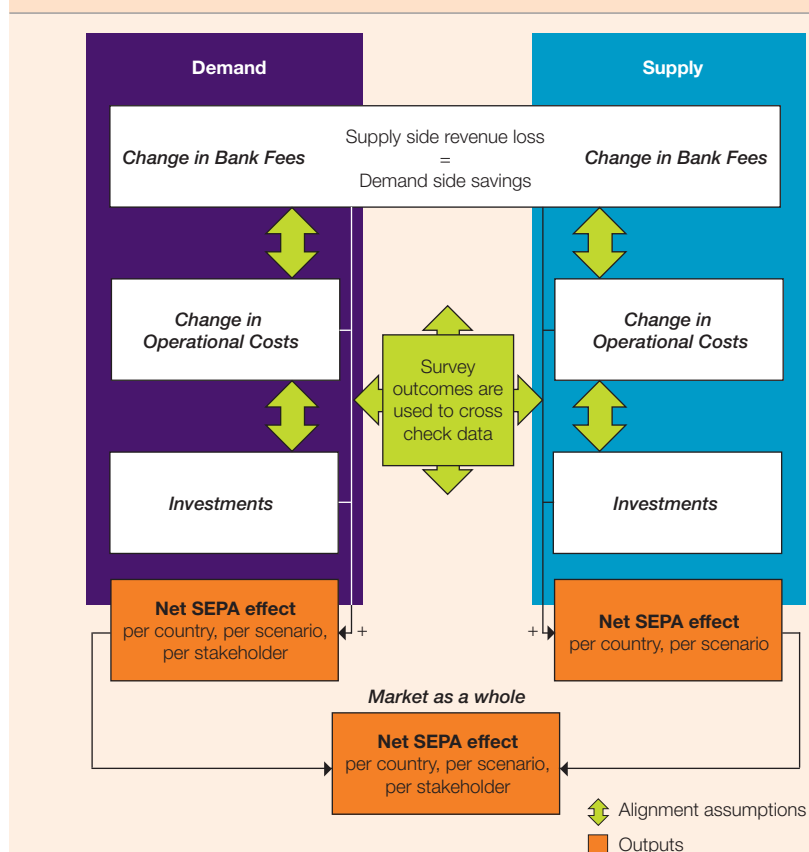 Demand
Supply
Change in Bank Fees
Supply side revenue loss
=
Demand side savings
Change in Bank Fees
Change in
Operational Costs
Survey
outcomes are
used to cross
check data
Change in
Operational Costs
Investments
Investments
Net SEPA effect
per country, per scenario,
per stakeholder
+
+
Net SEPA effect
per country, per scenario
Market as a whole
Net SEPA effect
per country, per scenario,
per stakeholder
Alignment assumptions
Outputs